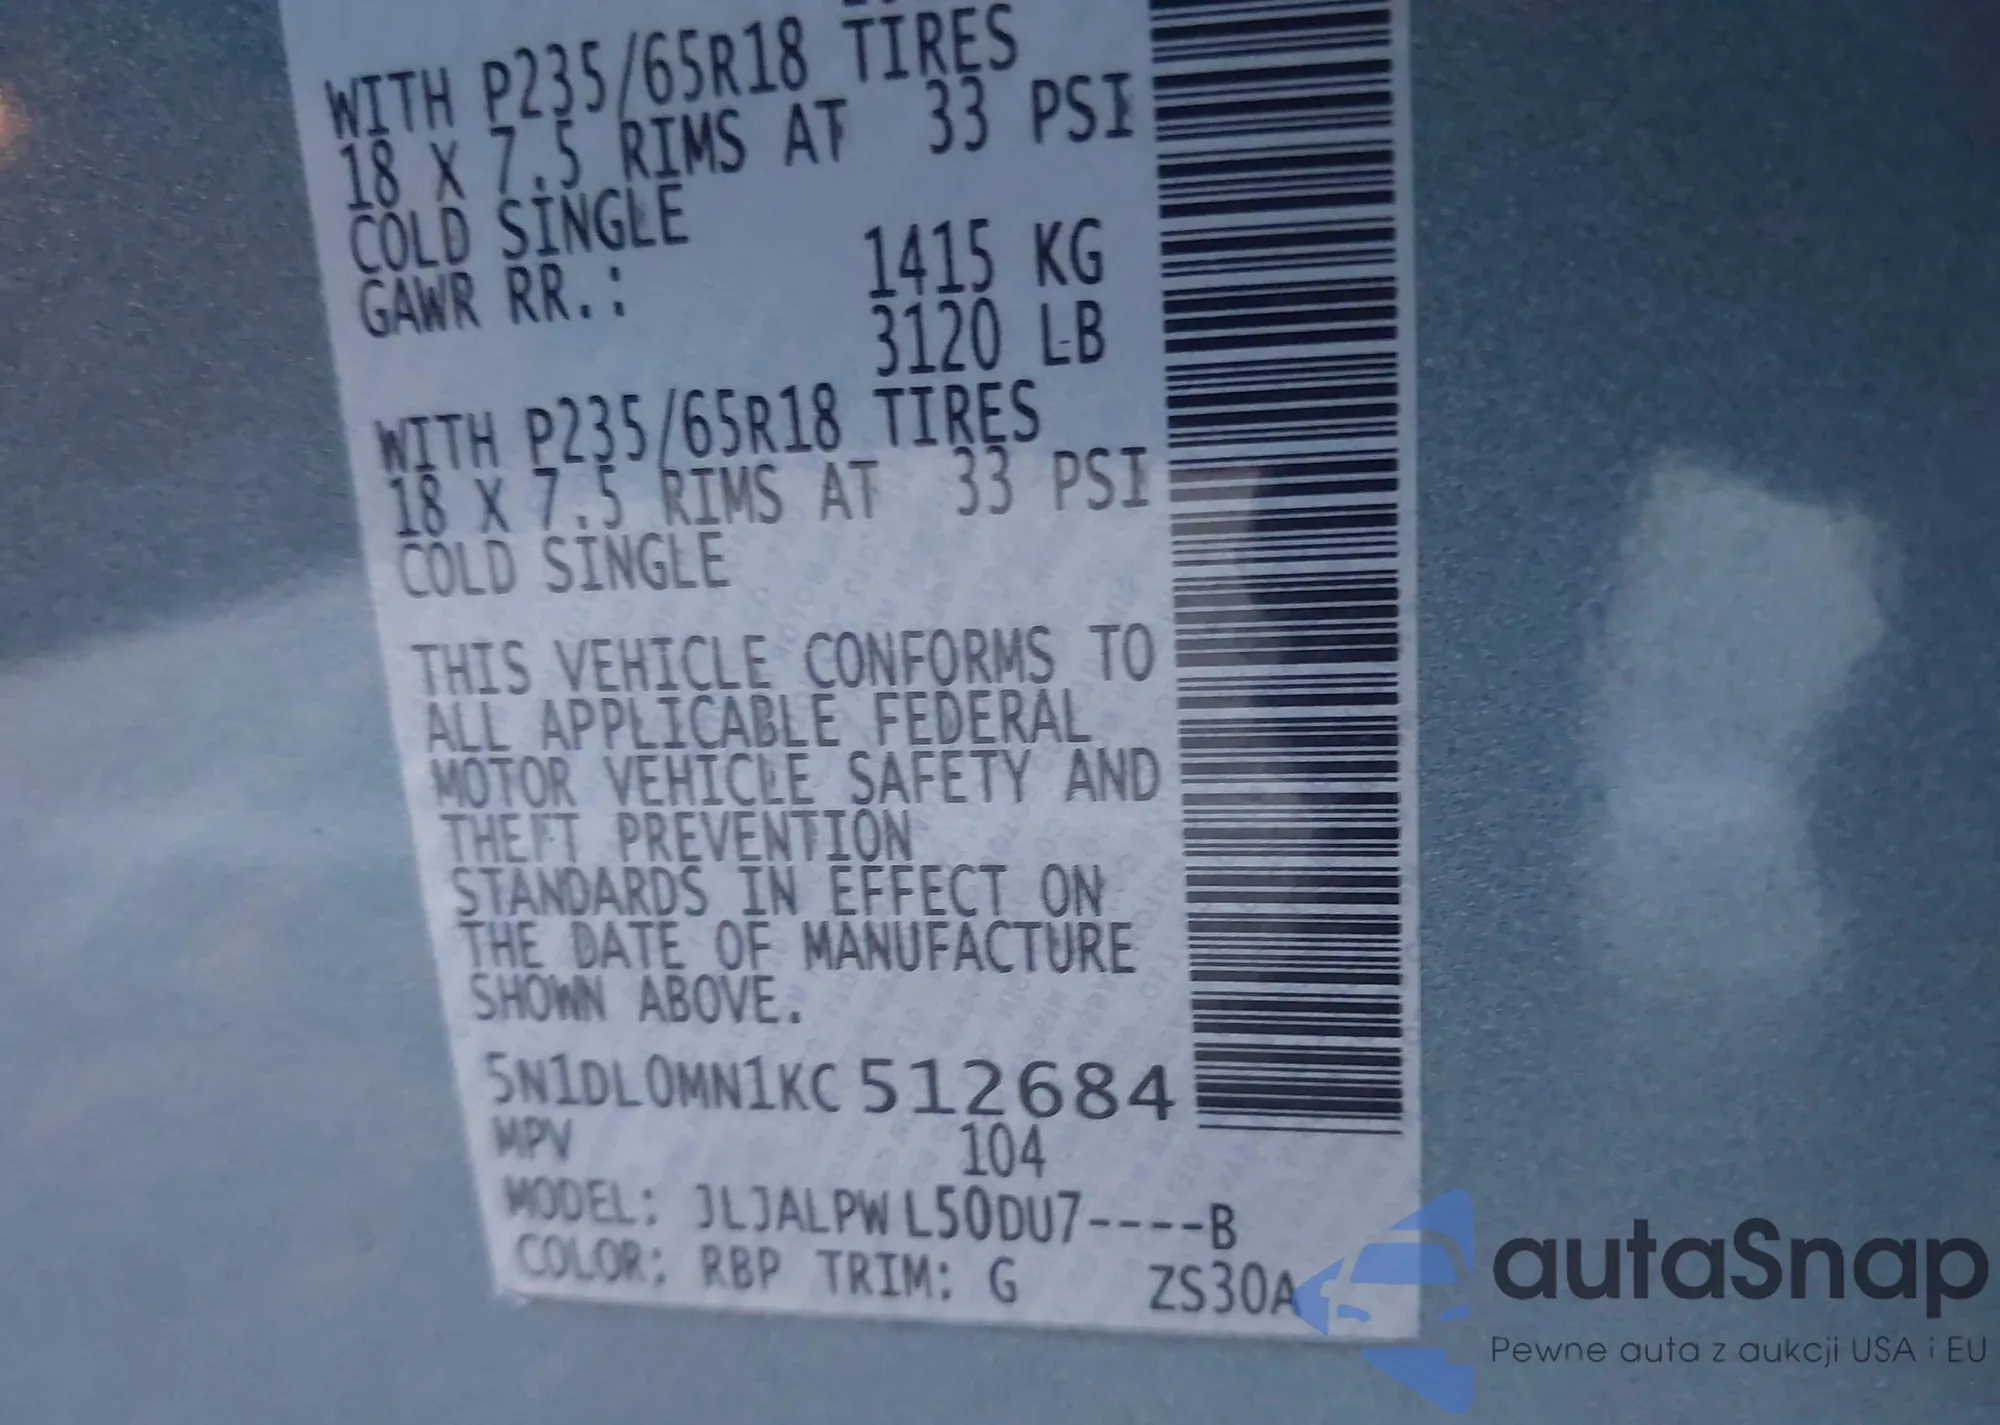 WITH P235/65R18 TIRES
18 X 7.5 RIMS AT 33 PSI
COLD SINGLE
GAWR RR.: 1415 KG
3120 LB
WITH P235/65R18 TIRES
18 X 7.5 RIMS AT 33 PSI
COLD SINGLE
THIS VEHICLE CONFORMS TO
ALL APPLICABLE FEDERAL
MOTOR VEHICLE SAFETY AND
THEFT PREVENTION
STANDARDS IN EFFECT ON
THE DATE OF MANUFACTURE
SHOWN ABOVE.
5N1DL0MN1KC512684
MPV 104
MODEL: JLJALPWL50DU7----B
COLOR: RBP TRIM: G ZS30A
autaSnap
Pewne auta z aukcji USA i EU